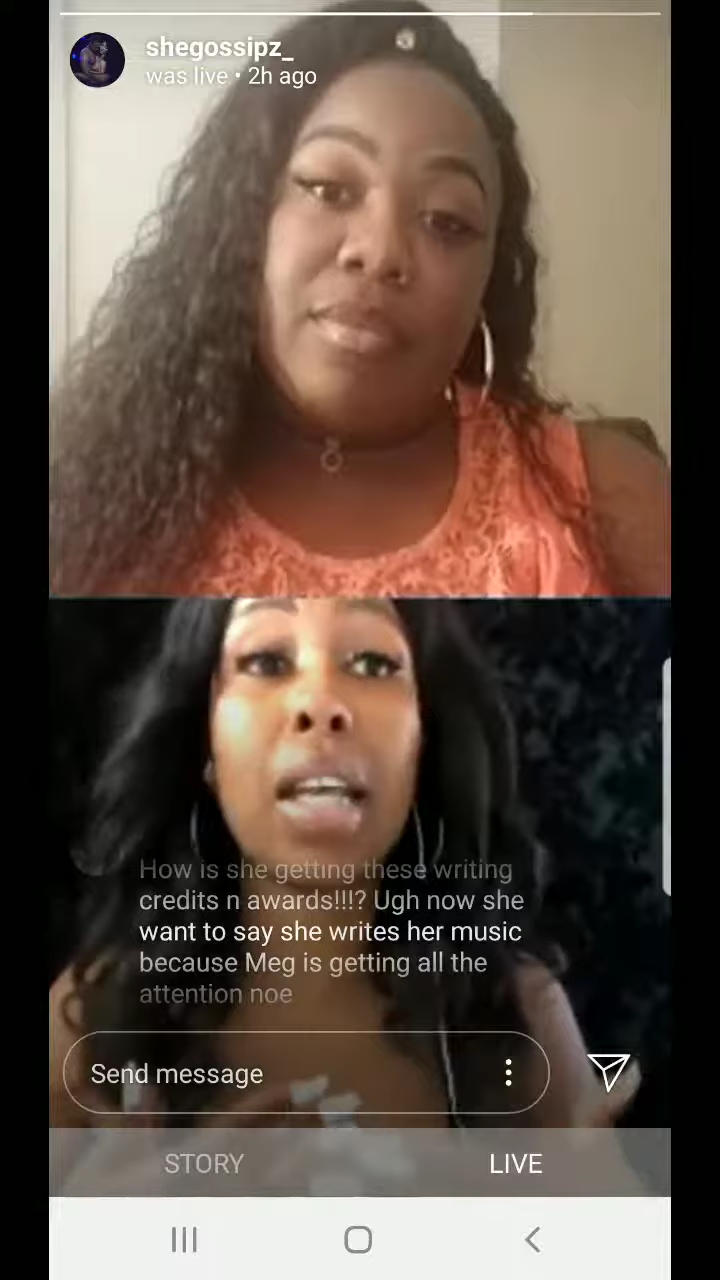 shegossipz_
was live • 2h ago
How is she getting these writing
credits n awards!!!? Ugh now she
want to say she writes her music
because Meg is getting all the
attention noe
Send message
STORY
LIVE